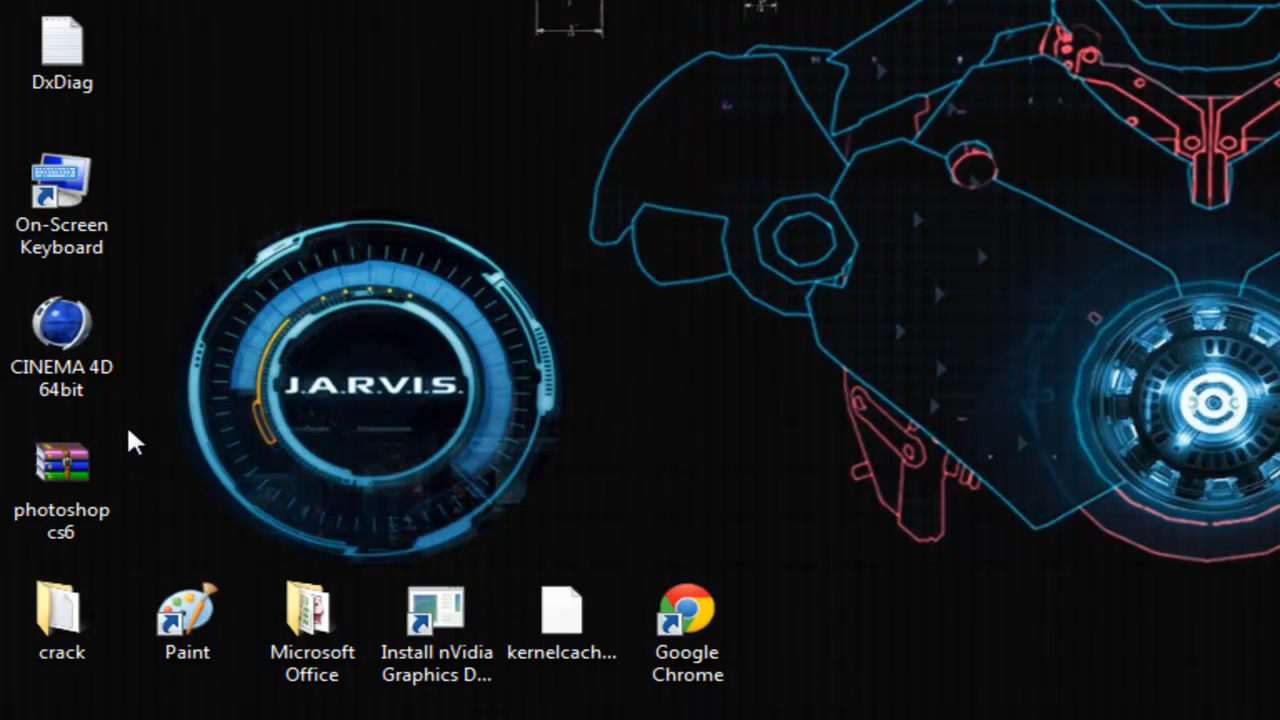 DxDiag
On-Screen
Keyboard
CINEMA 4D
64bit
J.A.R.V.I.S.
photoshop
cs6
crack
Paint
Microsoft
Office
Install nVidia
Graphics D...
kernelcach...
Google
Chrome